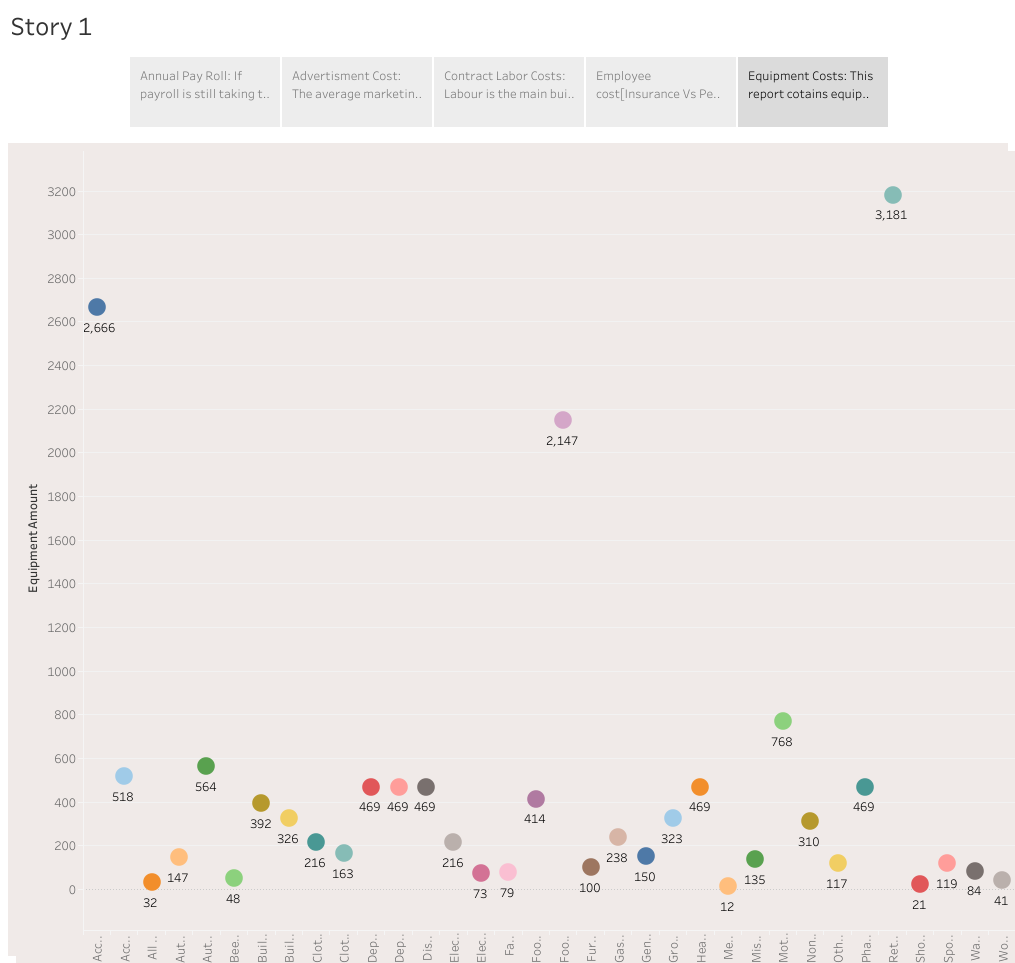 Story 1
Annual Pay Roll: If
payroll is still taking t..
Advertisment Cost:
The average marketin..
Contract Labor Costs:
Labour is the main bui..
Employee
cost[Insurance Vs Pe..
Equipment Costs: This
report cotains equip..
Equipment Amount
3200
3000
2800
2600
2400
2200
2000
1800
1600
1400
1200
1000
800
600
400
200
0
2,666
518
32
147
564
48
392
326
216
163
469
469
469
216
73
79
414
2,147
100
238
150
323
469
12
135
768
310
117
469
3,181
21
119
84
41
Acc..
Acc..
All ..
Aut..
Aut..
Bee..
Buil..
Buil..
Clot..
Clot..
Dep..
Dep..
Dis..
Elec..
Elec..
Fa..
Foo..
Foo..
Fur..
Gas..
Gen..
Gro..
Hea..
Me..
Mis..
Mot..
Non..
Oth..
Pha..
Ret..
Sho..
Spo..
Wa..
Wo..